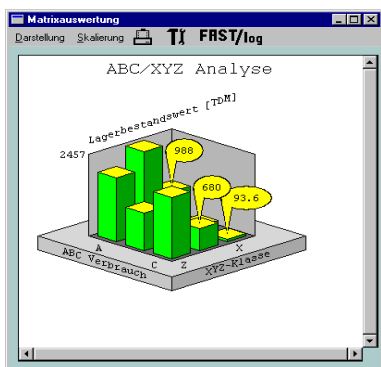 Matrixauswertung
Darstellung Skalierung FAST/log
ABC/XYZ Analyse
Lagerbestandswert [TDM]
2457
988
680
93.6
A C Z X
ABC Verbrauch XYZ-Klasse